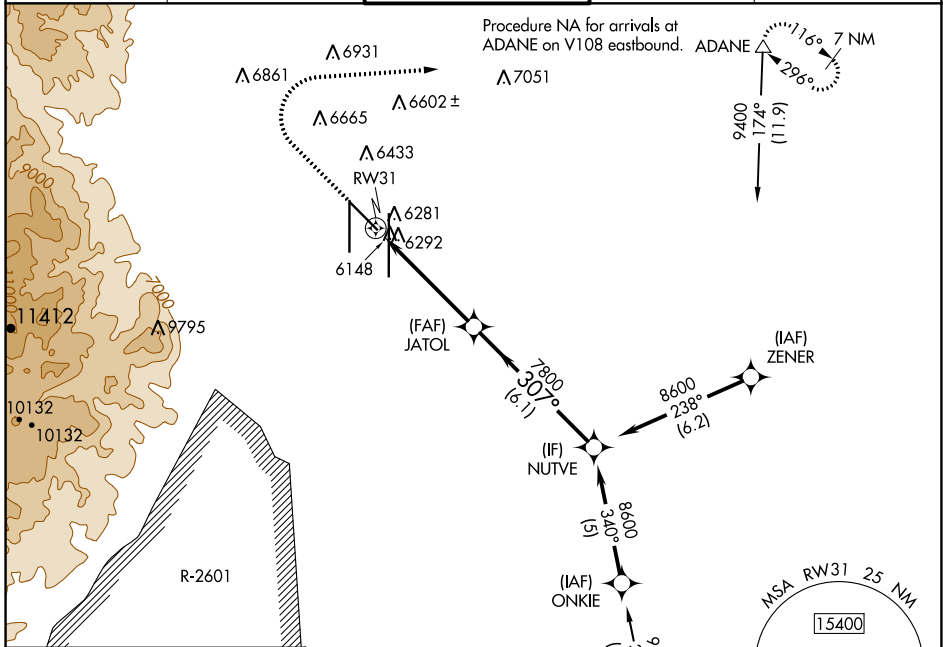 Procedure NA for arrivals at
ADANE on V108 eastbound.
ADANE
116°
7 NM
296°
6931
6861
7051
6602 ±
6665
9400
174°
(11.9)
6433
RW31
9000
6281
6292
6148
7000
11412
9795
(FAF)
JATOL
(IAF)
ZENER
7800
307°
(6.1)
8600
238°
(6.2)
10132
10132
(IF)
NUTVE
8600
340°
(5)
R-2601
(IAF)
ONKIE
MSA RW31 25 NM
15400